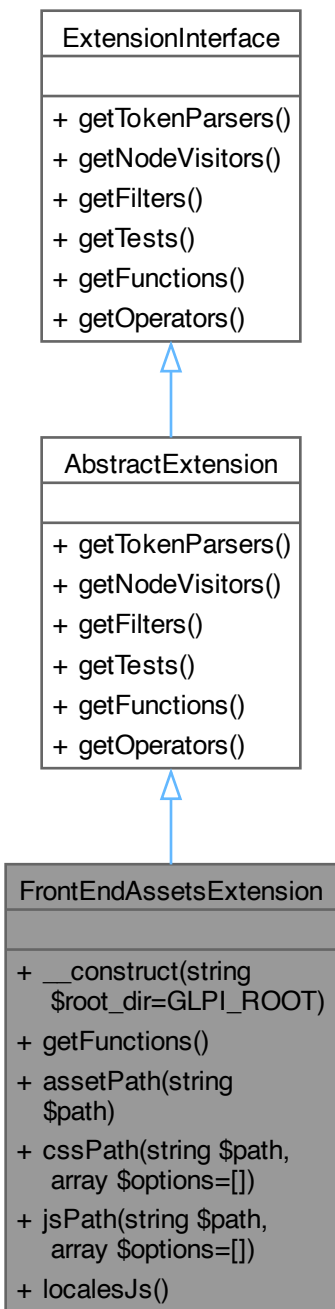 ExtensionInterface
+ getTokenParsers()
+ getNodeVisitors()
+ getFilters()
+ getTests()
+ getFunctions()
+ getOperators()
AbstractExtension
+ getTokenParsers()
+ getNodeVisitors()
+ getFilters()
+ getTests()
+ getFunctions()
+ getOperators()
FrontEndAssetsExtension
+ __construct(string
$root_dir=GLPI_ROOT)
+ getFunctions()
+ assetPath(string
$path)
+ cssPath(string $path,
array $options=[])
+ jsPath(string $path,
array $options=[])
+ localesJs()